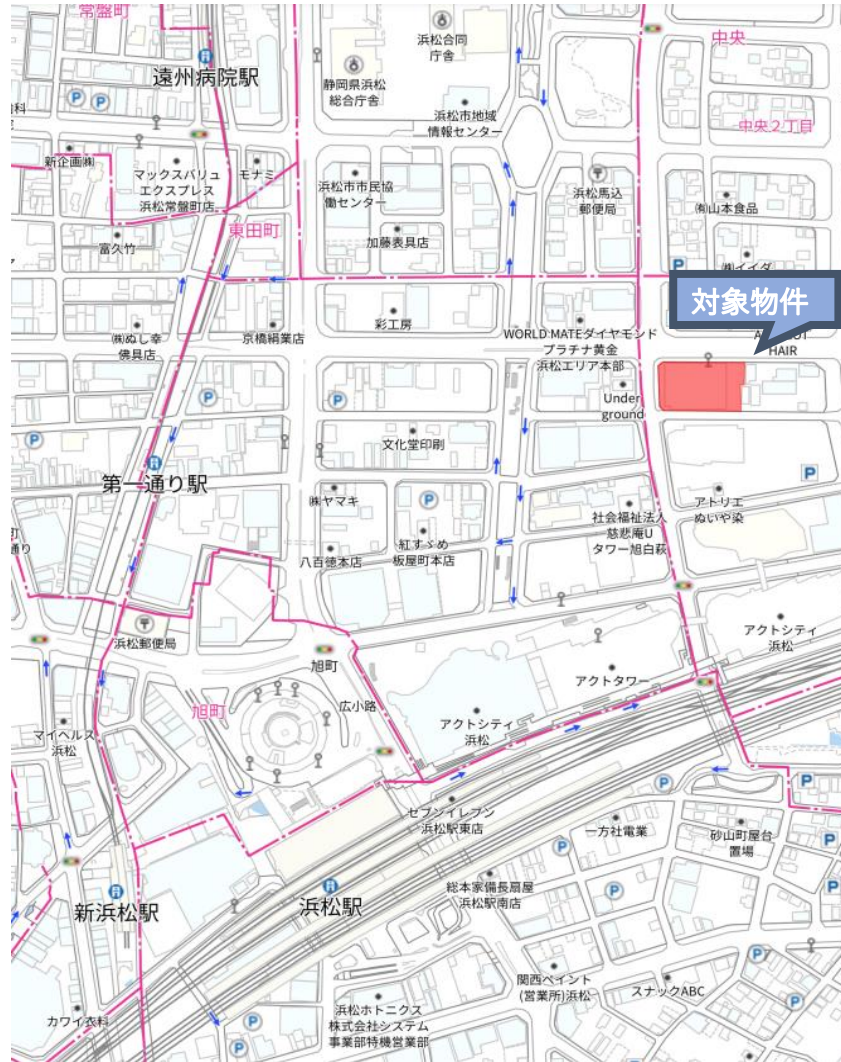 常盤町
遠州病院駅
浜松合同
庁舎
静岡県浜松
総合庁舎
浜松市地域
情報センター
中央
中央２丁目
P
P
新企画㈱
マックスバリュ
エクスプレス
浜松常盤町店
モナミ
浜松市市民協
働センター
浜松馬込
郵便局
㈲山本食品
富久竹
東田町
加藤表具店
P
㈱イイダ
対象物件
HAIR
㈱ぬし幸
佛具店
京橋絹業店
彩工房
WORLD MATEダイヤモンド
プラチナ黄金
浜松エリア本部
Under
ground
P
P
P
文化堂印刷
第一通り駅
㈱ヤマキ
P
紅すゞめ
板屋町本店
八百徳本店
社会福祉法人
慈悲庵U
タワー旭白萩
アトリエ
ぬいや染
P
通り
浜松郵便局
旭町
旭町
広小路
アクトシティ
浜松
アクトタワー
アクトシティ
浜松
マイヘルス
浜松
セブンイレブン
浜松駅東店
一方社電業
砂山町屋台
置場
P
P
P
P
P
P
新浜松駅
浜松駅
総本家備長扇屋
浜松駅南店
関西ペイント
(営業所)浜松
スナックABC
P
P
P
P
カワイ衣料
浜松ホトニクス
株式会社システム
事業部特機営業部